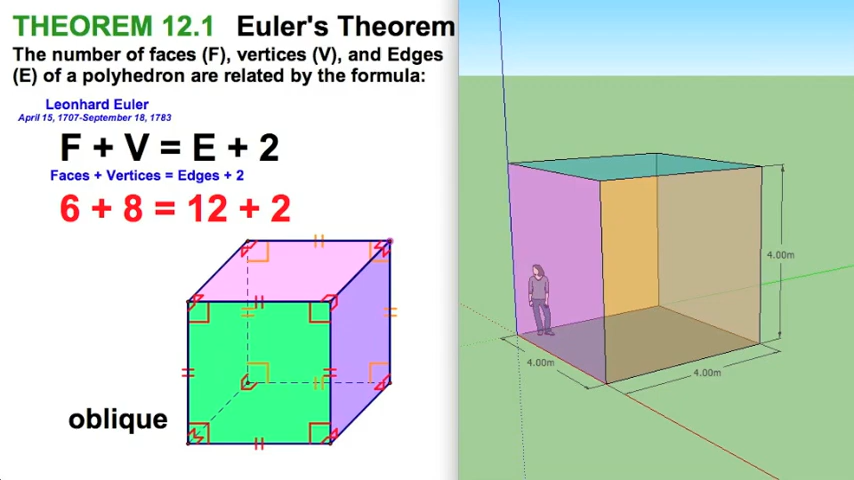 THEOREM 12.1 Euler's Theorem
The number of faces (F), vertices (V), and Edges
(E) of a polyhedron are related by the formula:
Leonhard Euler
April 15, 1707-September 18, 1783
F + V = E + 2
Faces + Vertices = Edges + 2
6 + 8 = 12 + 2
oblique
4.00m
4.00m
4.00m